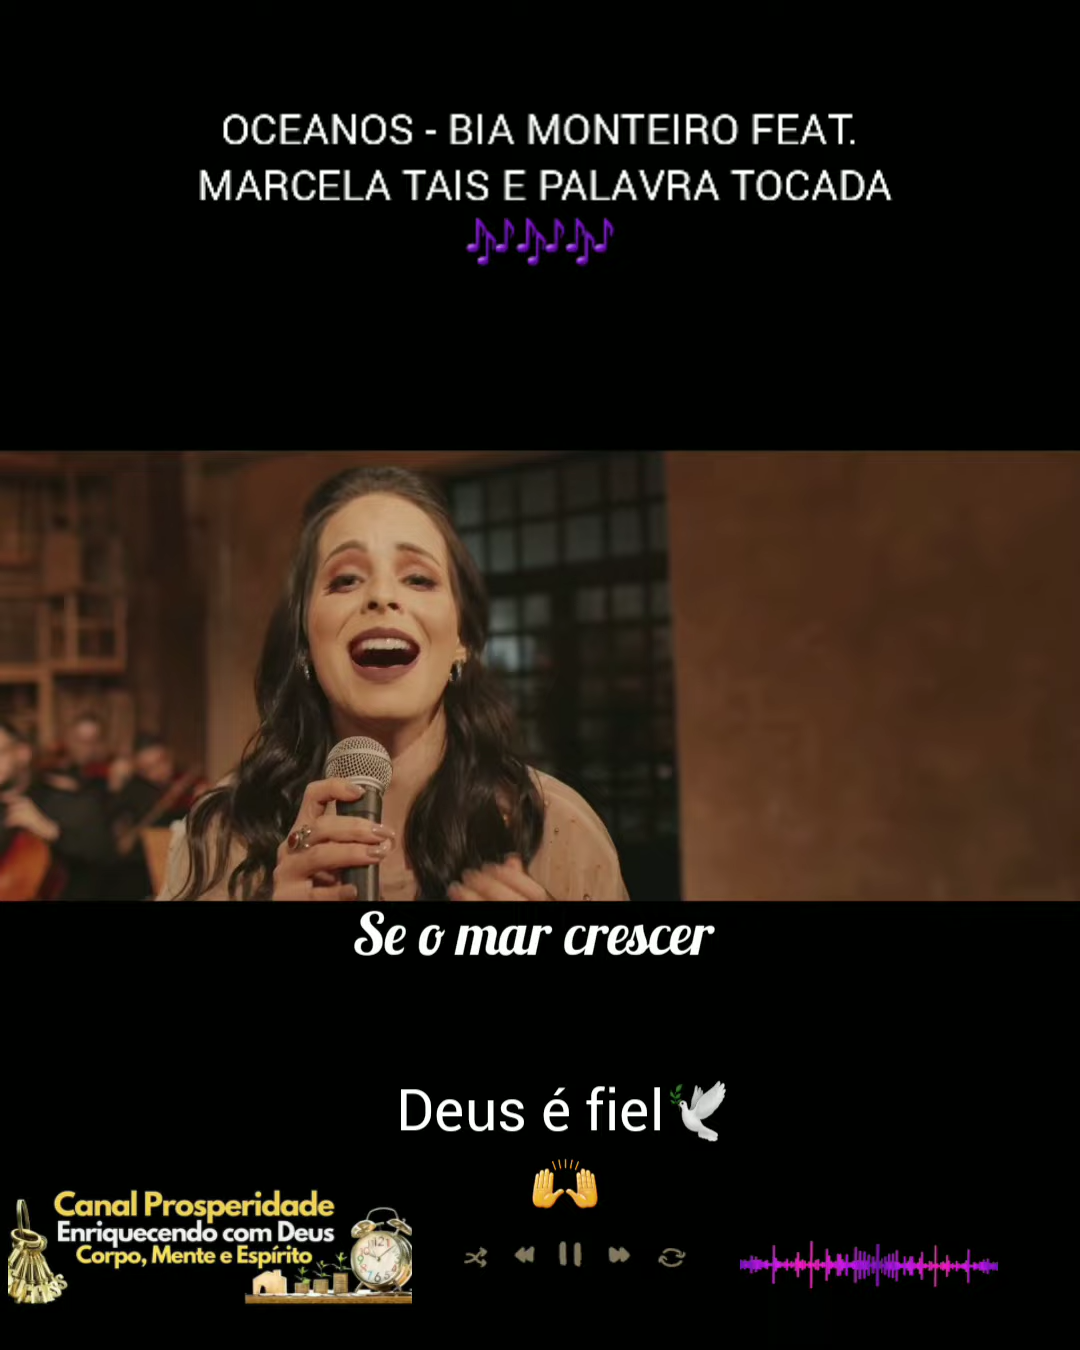 OCEANOS - BIA MONTEIRO FEAT.
MARCELA TAIS E PALAVRA TOCADA
🎶🎶🎶
Se o mar crescer
Deus é fiel🕊️
🙌
Canal Prosperidade
Enriquecendo com Deus
Corpo, Mente e Espírito